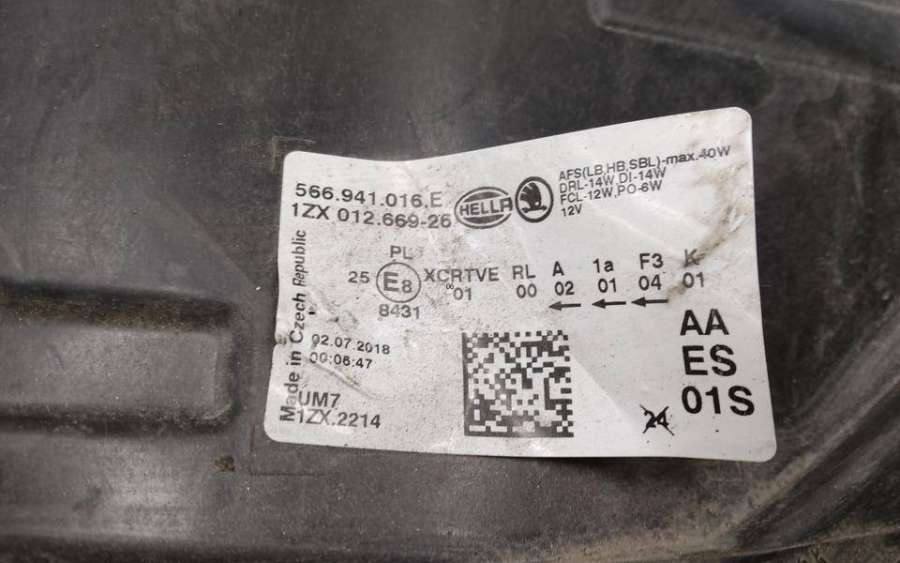 566.941.016.E
1ZX 012.669-26
HELLA
AFS(LB,HB,SBL)-max.40W
DRL-14W, DI-14W
FCL-12W, PO-6W
12V
Made in Czech Republic
PL
25 E8 XCRTVE RL A 1a F3 K
01 00 02 01 04 01
8431
← ← ←
02.07.2018
00:06:47
UM7
1ZX.2214
24
AA
ES
01S